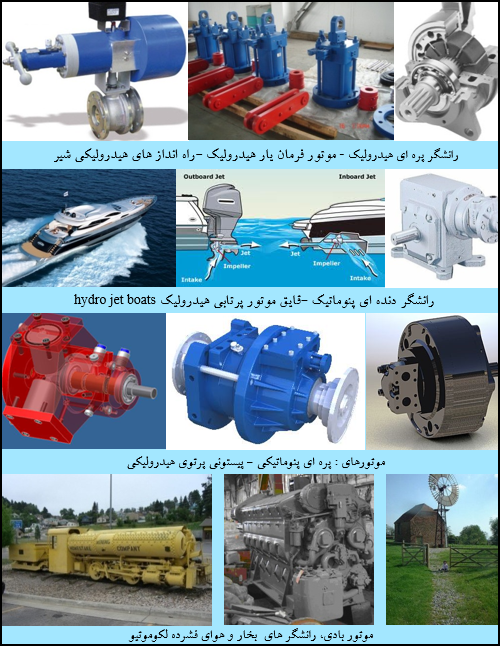 رانشگر پره ای هیدرولیک - موتور فرمان یار هیدرولیک –راه انداز های هیدرولیکی شیر
Outboard Jet
Inboard Jet
Jet
Impeller
Intake
Jet
Impeller
Intake
رانشگر دنده ای پنوماتیک –قایق موتور پرتابی هیدرولیک hydro jet boats
موتورهای : پره ای پنوماتیکی – پیستونی پرتوی هیدرولیکی
COMPANY
موتور بادی، رانشگر های بخار و هوای فشرده لکوموتیو